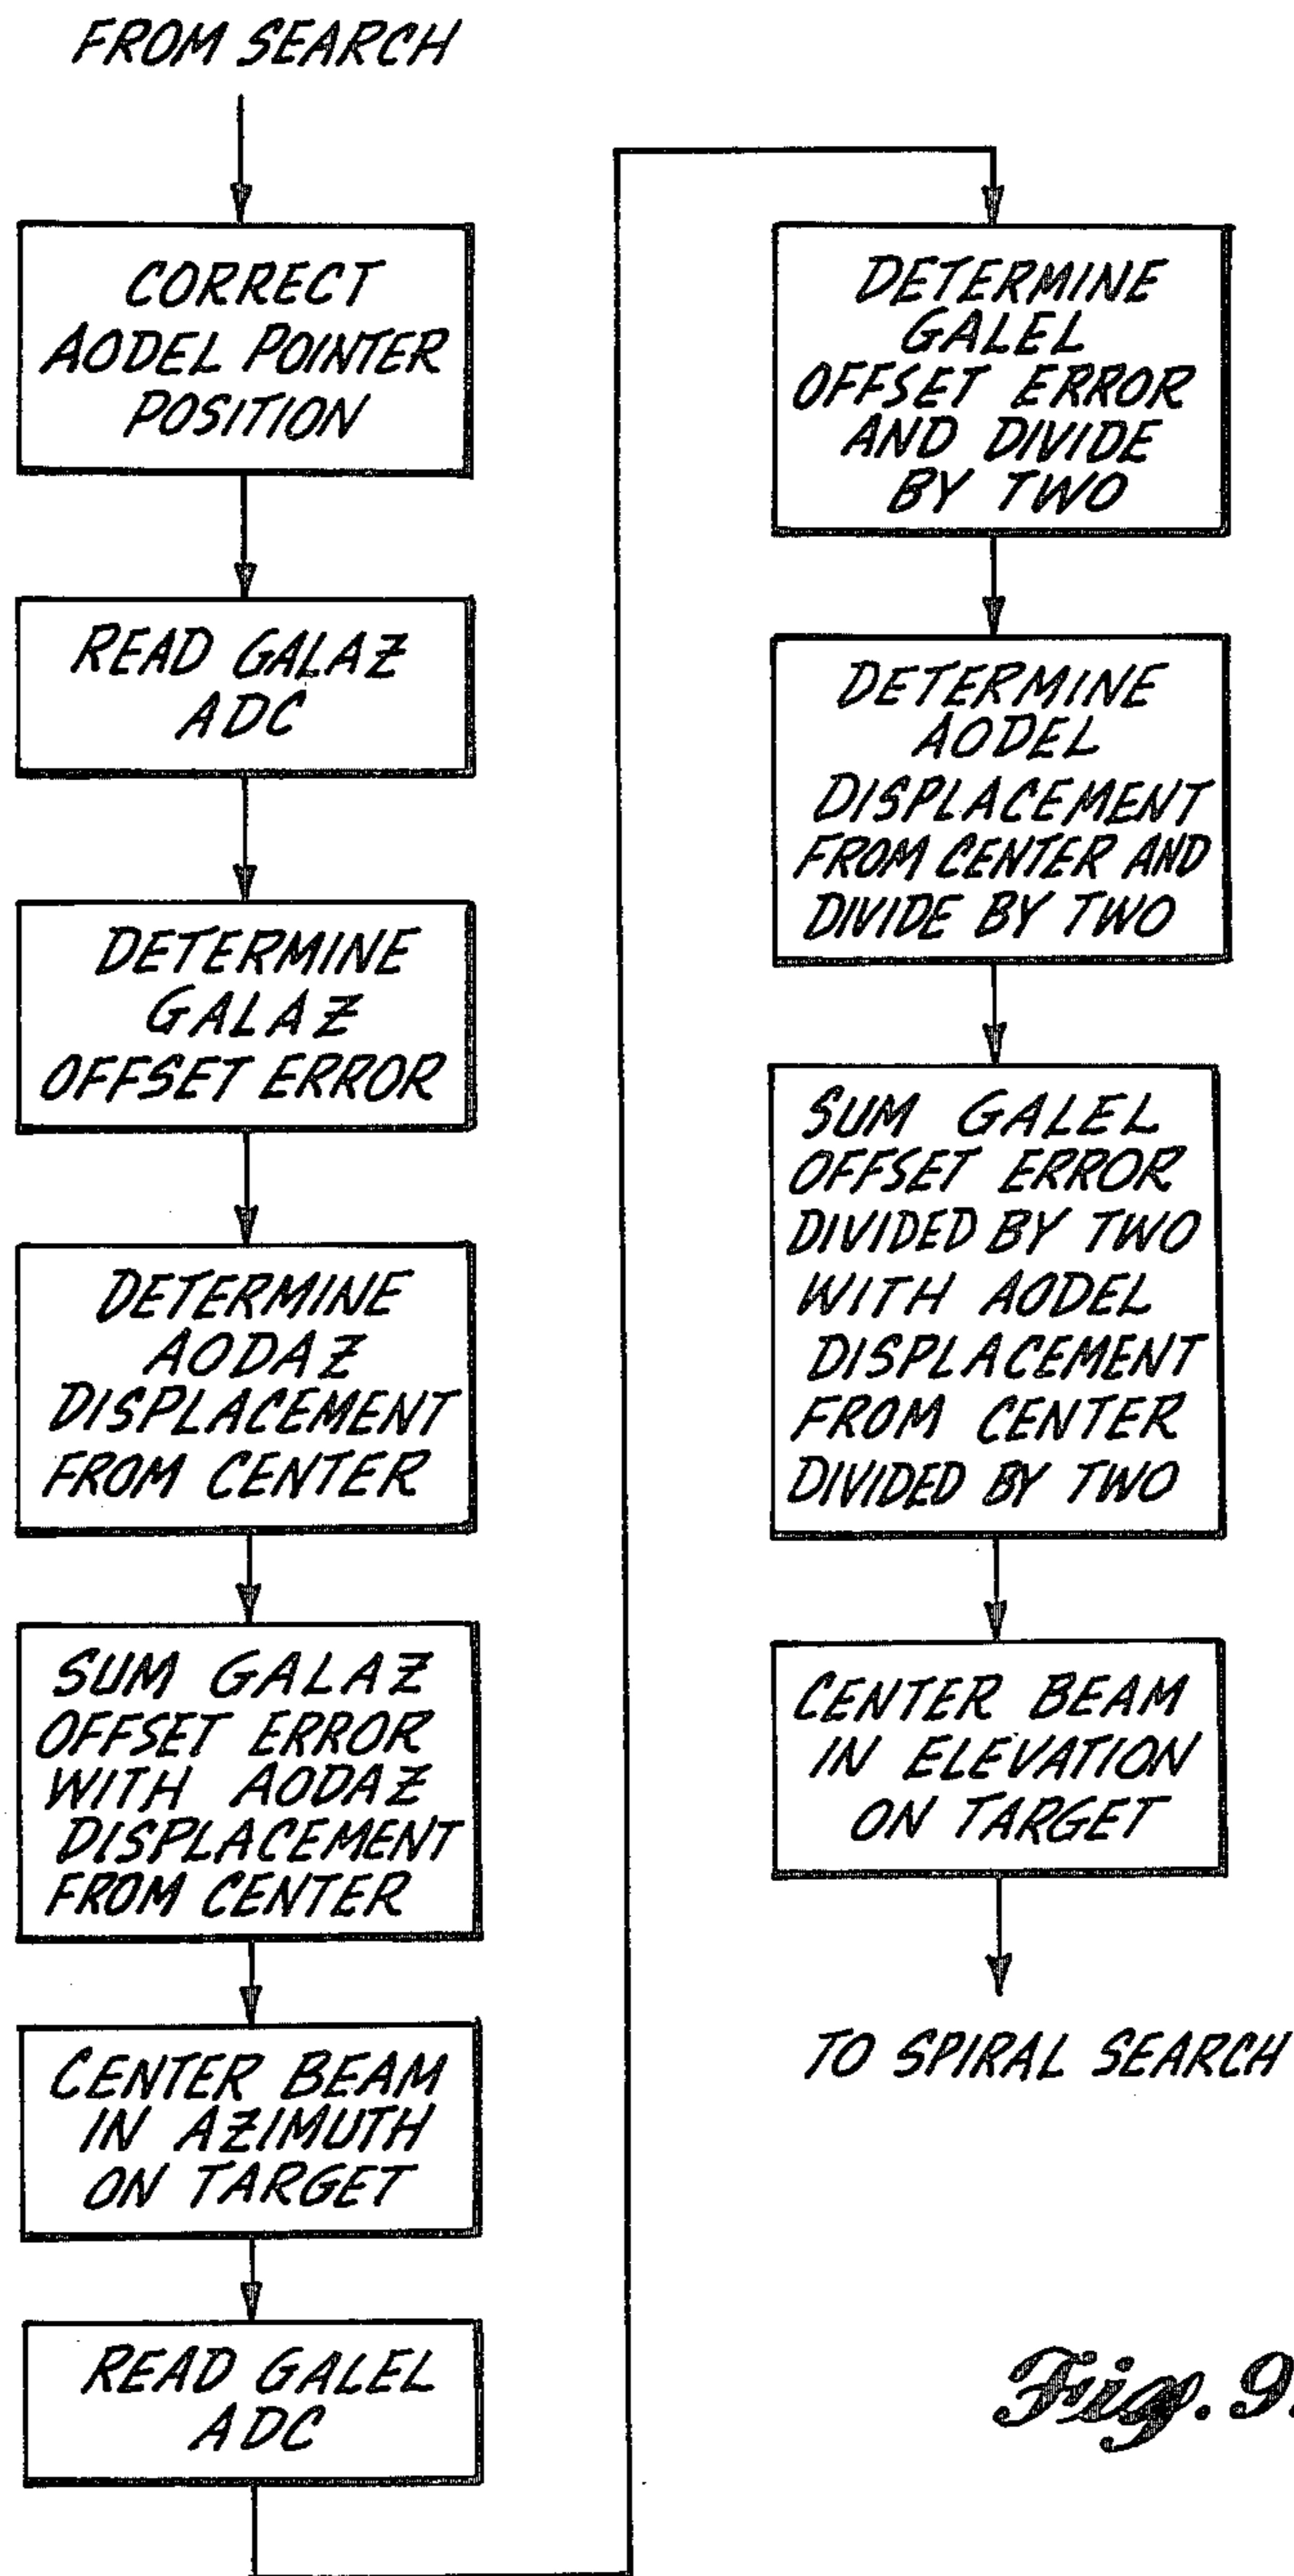 FROM SEARCH
CORRECT
AODEL POINTER
POSITION
READ GALAZ
ADC
DETERMINE
GALAZ
OFFSET ERROR
DETERMINE
AODAZ
DISPLACEMENT
FROM CENTER
SUM GALAZ
OFFSET ERROR
WITH AODAZ
DISPLACEMENT
FROM CENTER
CENTER BEAM
IN AZIMUTH
ON TARGET
READ GALEL
ADC
DETERMINE
GALEL
OFFSET ERROR
AND DIVIDE
BY TWO
DETERMINE
AODEL
DISPLACEMENT
FROM CENTER AND
DIVIDE BY TWO
SUM GALEL
OFFSET ERROR
DIVIDED BY TWO
WITH AODEL
DISPLACEMENT
FROM CENTER
DIVIDED BY TWO
CENTER BEAM
IN ELEVATION
ON TARGET
TO SPIRAL SEARCH
Fig. 9.